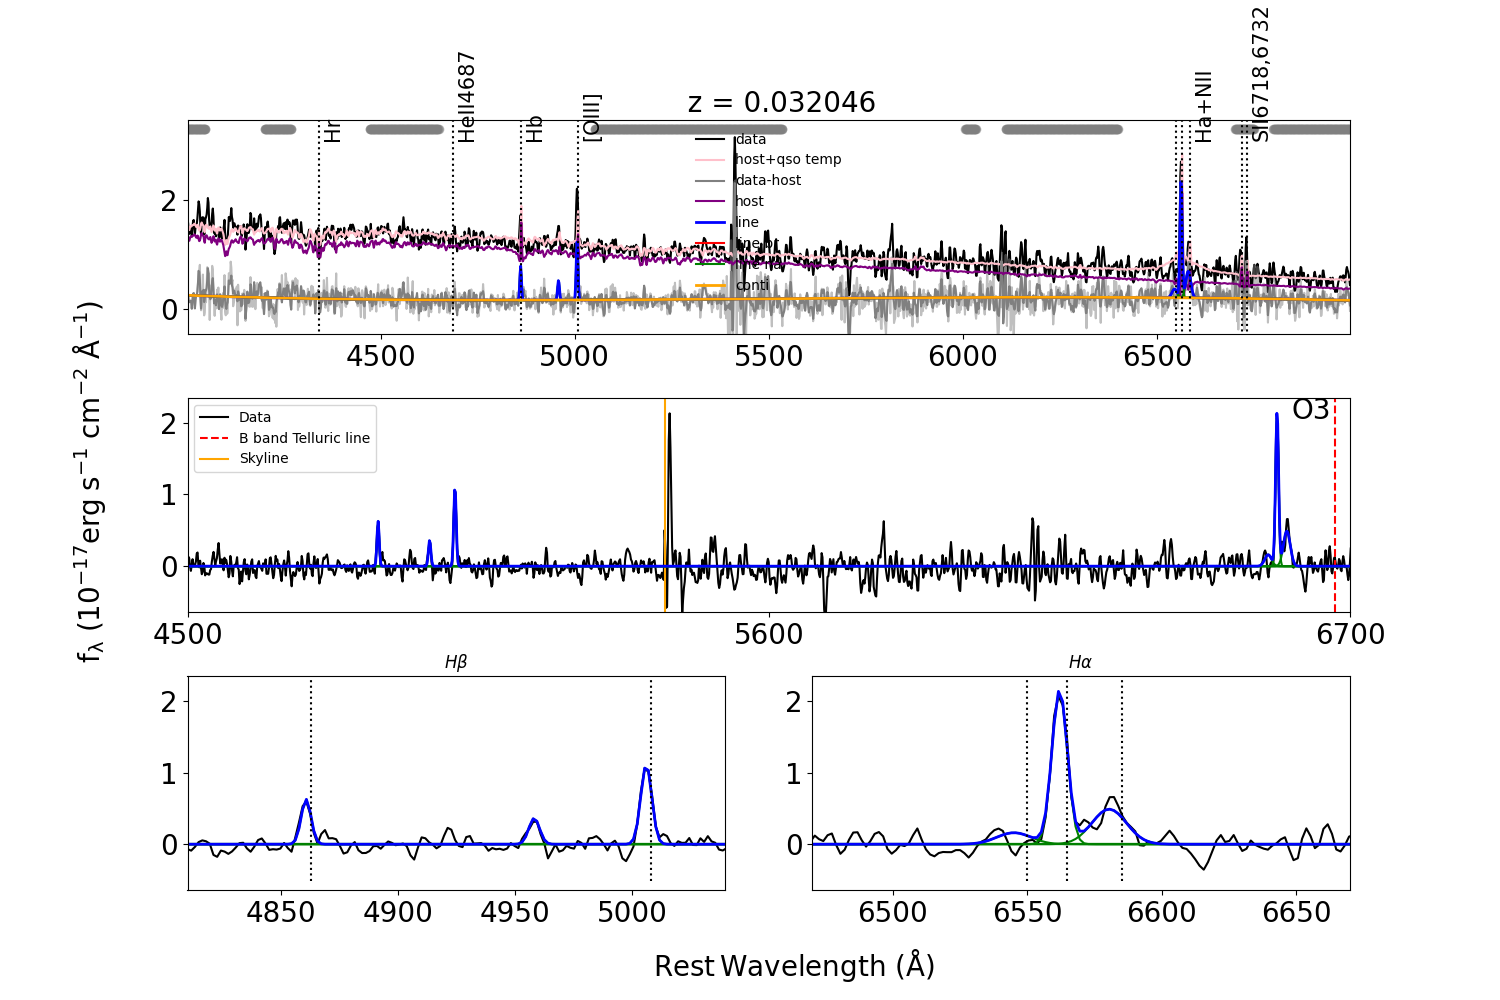 z = 0.032046
Hr
HeII4687
Hb
[OIII]
Ha+NII
SII6718,6732
data
host+qso temp
data-host
host
line
conti
2
0
4500
5000
5500
6000
6500
f_λ (10⁻¹⁷erg s⁻¹ cm⁻² Å⁻¹)
Data
B band Telluric line
Skyline
O3
2
1
0
4500
5600
6700
Hβ
2
1
0
4850
4900
4950
5000
Hα
2
1
0
6500
6550
6600
6650
Rest Wavelength (Å)